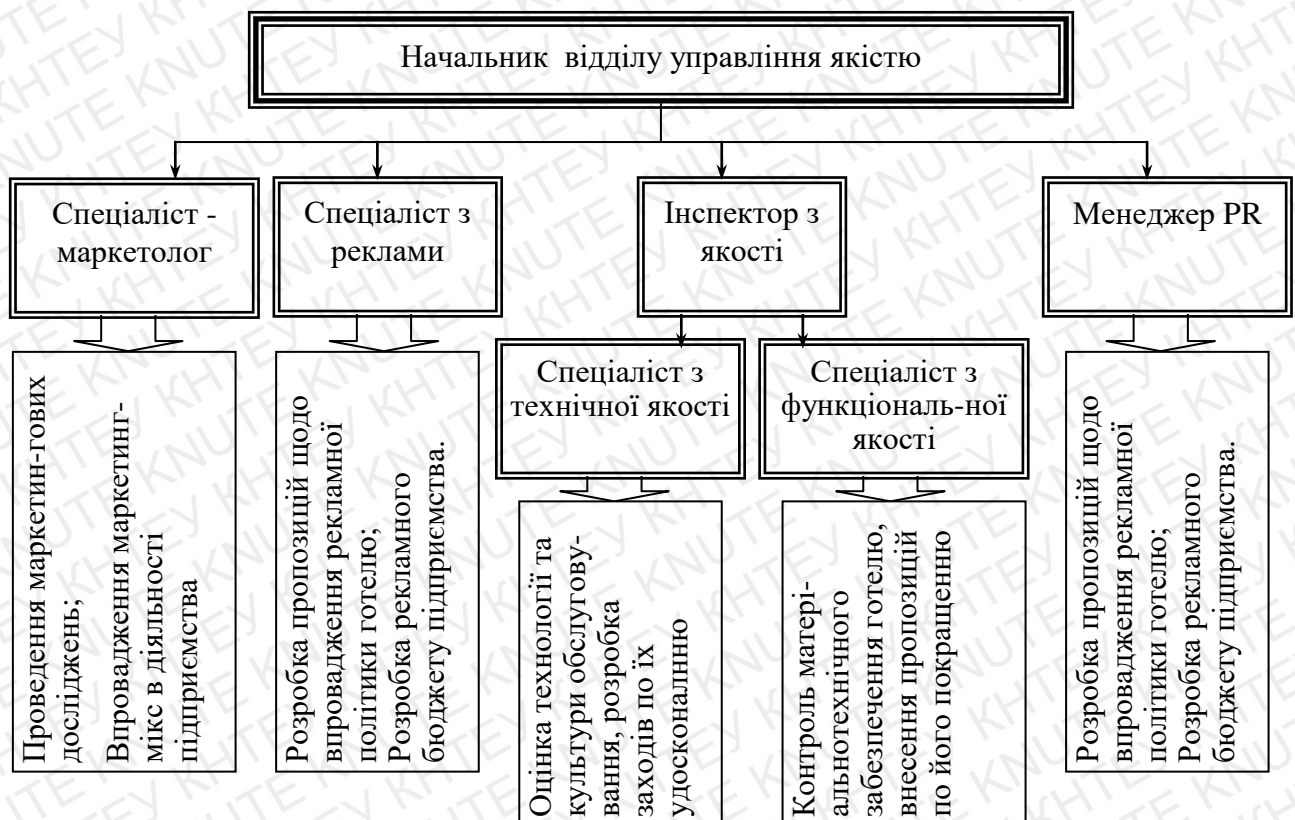 Начальник відділу управління якістю
Спеціаліст -
маркетолог
Спеціаліст з
реклами
Інспектор з
якості
Менеджер PR
Спеціаліст з
технічної якості
Спеціаліст з
функціональ-ної
якості
Проведення маркетин-гових
досліджень;
Впровадження маркетинг-
мікс в діяльності
підприємства
Розробка пропозицій щодо
впровадження рекламної
політики готелю;
Розробка рекламного
бюджету підприємства.
Оцінка технології та
культури обслугову-
вання, розробка
заходів по їх
удосконалнню
Контроль матері-
альнотехнічного
забезпечення готелю,
внесення пропозицій
по його покращенню
Розробка пропозицій щодо
впровадження рекламної
політики готелю;
Розробка рекламного
бюджету підприємства.